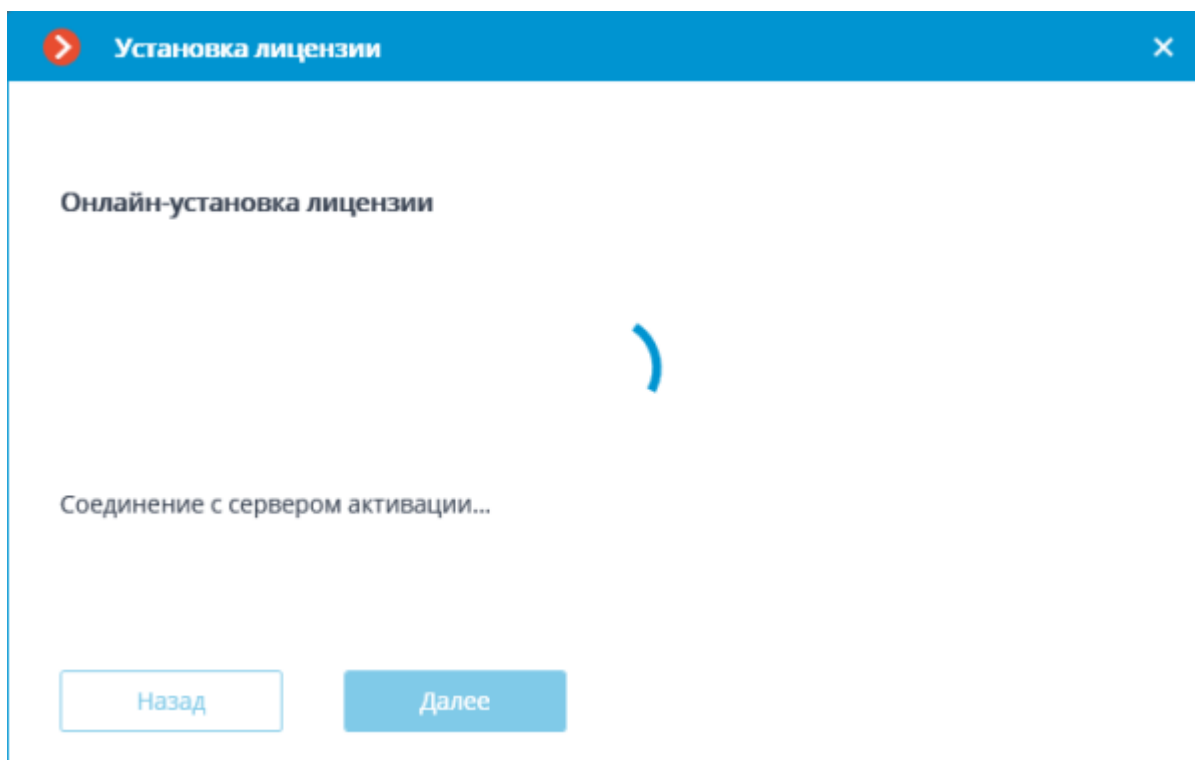 Установка лицензии
Онлайн-установка лицензии
Соединение с сервером активации...
Назад
Далее